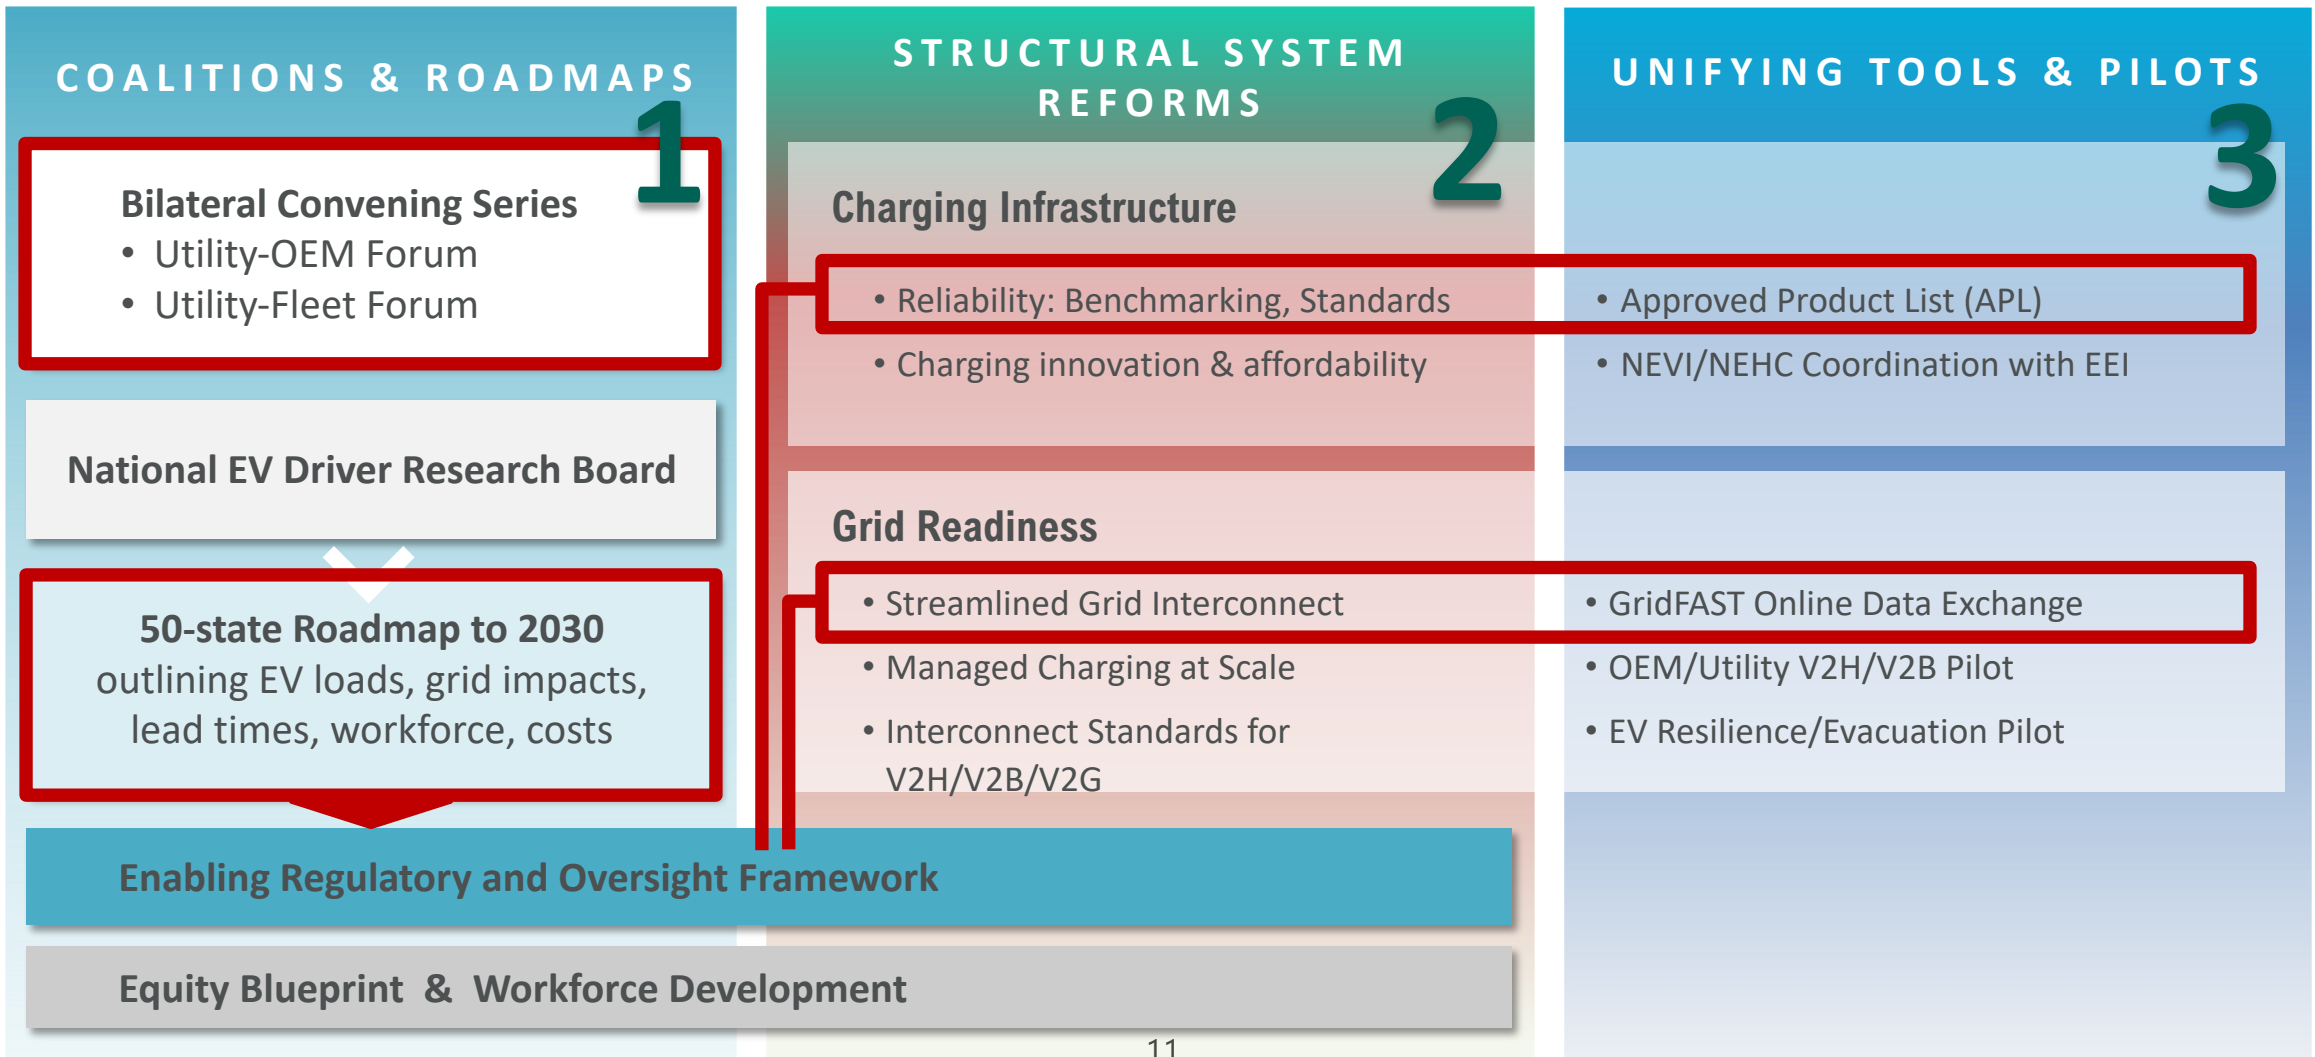 COALITIONS & ROADMAPS
1
Bilateral Convening Series
• Utility-OEM Forum
• Utility-Fleet Forum
National EV Driver Research Board
50-state Roadmap to 2030
outlining EV loads, grid impacts,
lead times, workforce, costs
STRUCTURAL SYSTEM
REFORMS
2
Charging Infrastructure
• Reliability: Benchmarking, Standards
• Charging innovation & affordability
Grid Readiness
• Streamlined Grid Interconnect
• Managed Charging at Scale
• Interconnect Standards for
V2H/V2B/V2G
UNIFYING TOOLS & PILOTS
3
• Approved Product List (APL)
• NEVI/NEHC Coordination with EEI
• GridFAST Online Data Exchange
• OEM/Utility V2H/V2B Pilot
• EV Resilience/Evacuation Pilot
Enabling Regulatory and Oversight Framework
Equity Blueprint & Workforce Development
11